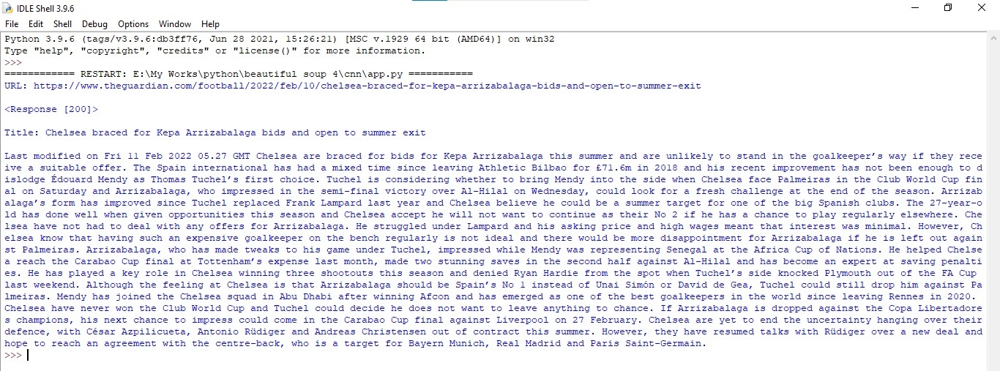 IDLE Shell 3.9.6
File Edit Shell Debug Options Window Help
Python 3.9.6 (tags/v3.9.6:db3ff76, Jun 28 2021, 15:26:21) [MSC v.1929 64 bit (AMD64)] on win32
Type "help", "copyright", "credits" or "license()" for more information.
>>>
============ RESTART: E:\My Works\python\beautiful soup 4\cnn\app.py ===========
URL: https://www.theguardian.com/football/2022/feb/10/chelsea-braced-for-kepa-arrizabalaga-bids-and-open-to-summer-exit
<Response [200]>
Title: Chelsea braced for Kepa Arrizabalaga bids and open to summer exit
Last modified on Fri 11 Feb 2022 05.27 GMT Chelsea are braced for bids for Kepa Arrizabalaga this summer and are unlikely to stand in the goalkeeper’s way if they rece
ive a suitable offer. The Spain international has had a mixed time since leaving Athletic Bilbao for £71.6m in 2018 and his recent improvement has not been enough to d
islodge Édouard Mendy as Thomas Tuchel’s first choice. Tuchel is considering whether to bring Mendy into the side when Chelsea face Palmeiras in the Club World Cup fin
al on Saturday and Arrizabalaga, who impressed in the semi-final victory over Al-Hilal on Wednesday, could look for a fresh challenge at the end of the season. Arrizab
alaga’s form has improved since Tuchel replaced Frank Lampard last year and Chelsea believe he could be a summer target for one of the big Spanish clubs. The 27-year-o
ld has done well when given opportunities this season and Chelsea accept he will not want to continue as their No 2 if he has a chance to play regularly elsewhere. Che
lsea have not had to deal with any offers for Arrizabalaga. He struggled under Lampard and his asking price and high wages meant that interest was minimal. However, Ch
elsea know that having such an expensive goalkeeper on the bench regularly is not ideal and there would be more disappointment for Arrizabalaga if he is left out again
st Palmeiras. Arrizabalaga, who has made tweaks to his game under Tuchel, impressed while Mendy was representing Senegal at the Africa Cup of Nations. He helped Chelse
a reach the Carabao Cup final at Tottenham’s expense last month, made two stunning saves in the second half against Al-Hilal and has become an expert at saving penalti
es. He has played a key role in Chelsea winning three shootouts this season and denied Ryan Hardie from the spot when Tuchel’s side knocked Plymouth out of the FA Cup
last weekend. Although the feeling at Chelsea is that Arrizabalaga should be Spain’s No 1 instead of Unai Simón or David de Gea, Tuchel could still drop him against Pa
lmeiras. Mendy has joined the Chelsea squad in Abu Dhabi after winning Afcon and has emerged as one of the best goalkeepers in the world since leaving Rennes in 2020.
Chelsea have never won the Club World Cup and Tuchel could decide he does not want to leave anything to chance. If Arrizabalaga is dropped against the Copa Libertadore
s champions, his next chance to impress could come in the Carabao Cup final against Liverpool on 27 February. Chelsea are yet to end the uncertainty hanging over their
defence, with César Azpilicueta, Antonio Rüdiger and Andreas Christensen out of contract this summer. However, they have resumed talks with Rüdiger over a new deal and
hope to reach an agreement with the centre-back, who is a target for Bayern Munich, Real Madrid and Paris Saint-Germain.
>>>